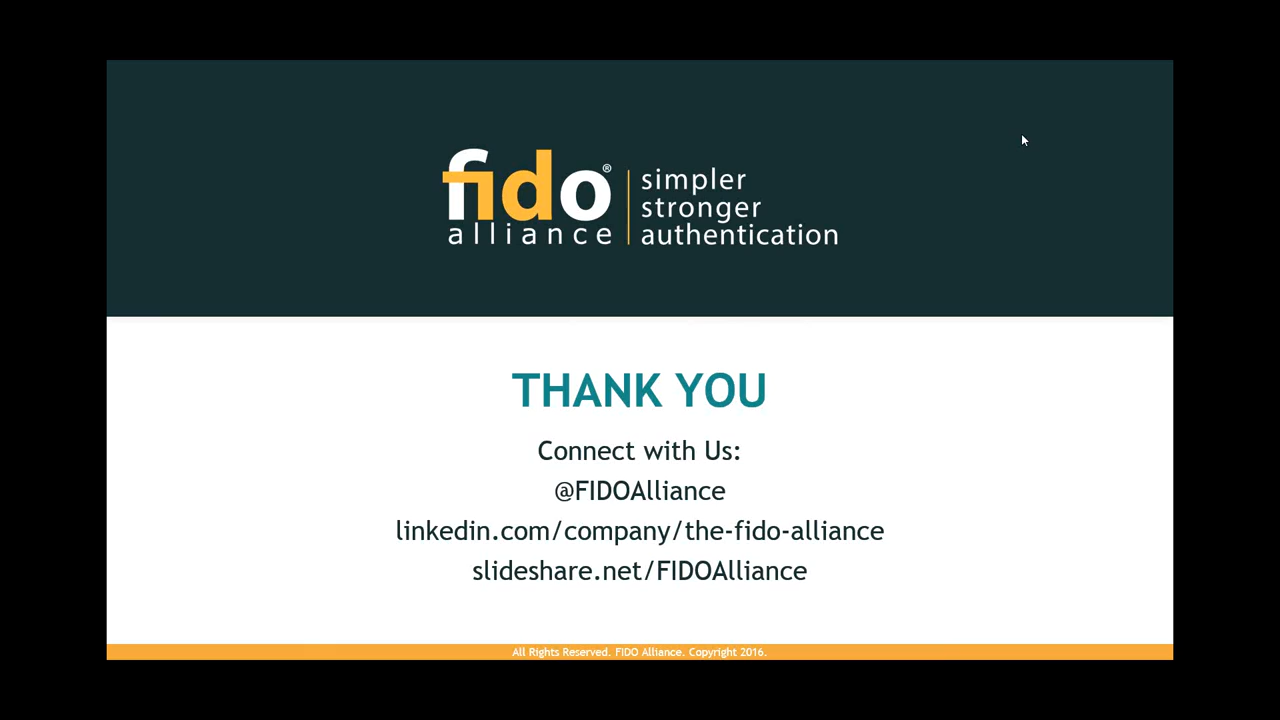 fido®
alliance
simpler
stronger
authentication
THANK YOU
Connect with Us:
@FIDOAlliance
linkedin.com/company/the-fido-alliance
slideshare.net/FIDOAlliance
All Rights Reserved. FIDO Alliance. Copyright 2016.